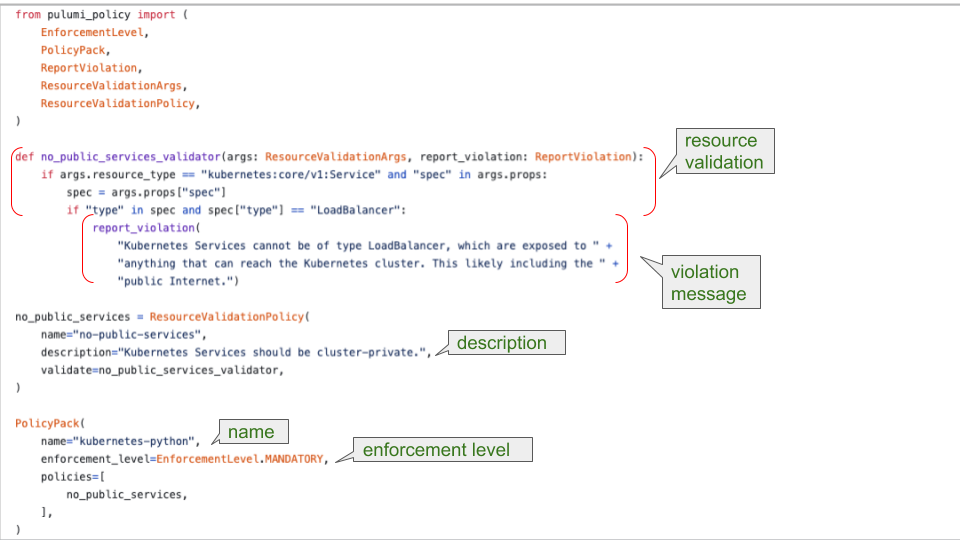 from pulumi_policy import (
    EnforcementLevel,
    PolicyPack,
    ReportViolation,
    ResourceValidationArgs,
    ResourceValidationPolicy,
)
def no_public_services_validator(args: ResourceValidationArgs, report_violation: ReportViolation):
    if args.resource_type == "kubernetes:core/v1:Service" and "spec" in args.props:
        spec = args.props["spec"]
        if "type" in spec and spec["type"] == "LoadBalancer":
            report_violation(
                "Kubernetes Services cannot be of type LoadBalancer, which are exposed to " +
                "anything that can reach the Kubernetes cluster. This likely including the " +
                "public Internet.")
resource
validation
violation
message
no_public_services = ResourceValidationPolicy(
    name="no-public-services",
    description="Kubernetes Services should be cluster-private.",
    validate=no_public_services_validator,
)
description
PolicyPack(
    name="kubernetes-python",
    enforcement_level=EnforcementLevel.MANDATORY,
    policies=[
        no_public_services,
    ],
)
name
enforcement level